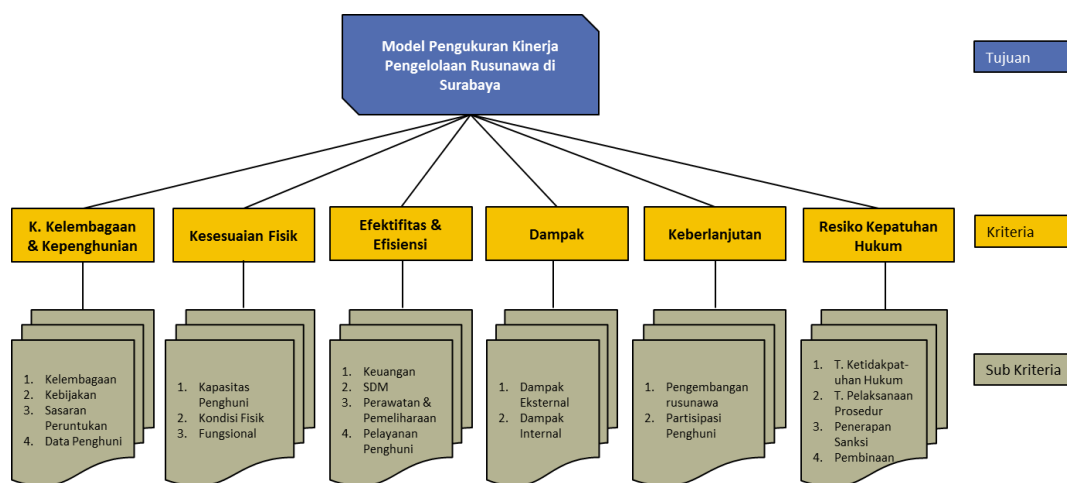 Model Pengukuran Kinerja
Pengelolaan Rusunawa di
Surabaya
Tujuan
K. Kelembagaan
& Kepenghunian
Kesesuaian Fisik
Efektifitas &
Efisiensi
Dampak
Keberlanjutan
Resiko Kepatuhan
Hukum
Kriteria
1. Kelembagaan
2. Kebijakan
3. Sasaran
Peruntukan
4. Data Penghuni
1. Kapasitas
Penghuni
2. Kondisi Fisik
3. Fungsional
1. Keuangan
2. SDM
3. Perawatan &
Pemeliharaan
4. Pelayanan
Penghuni
1. Dampak
Eksternal
2. Dampak
Internal
1. Pengembangan
rusunawa
2. Partisipasi
Penghuni
1. T. Ketidakpat-
uhan Hukum
2. T. Pelaksanaan
Prosedur
3. Penerapan
Sanksi
4. Pembinaan
Sub Kriteria